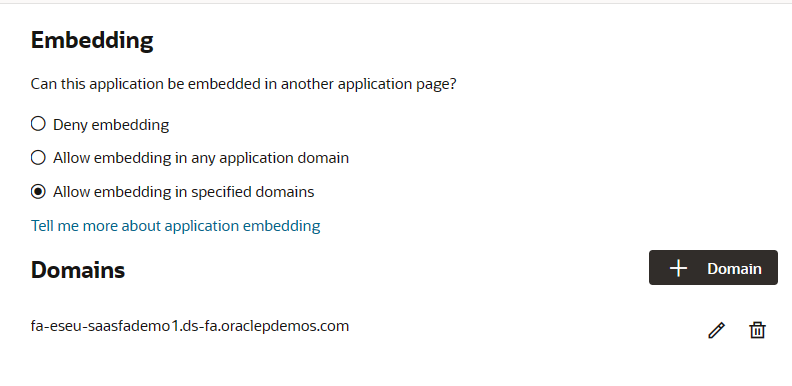 Embedding
Can this application be embedded in another application page?
Deny embedding
Allow embedding in any application domain
Allow embedding in specified domains
Tell me more about application embedding
Domains
Domain
fa-eseu-saasfademo1.ds-fa.oraclepdemos.com